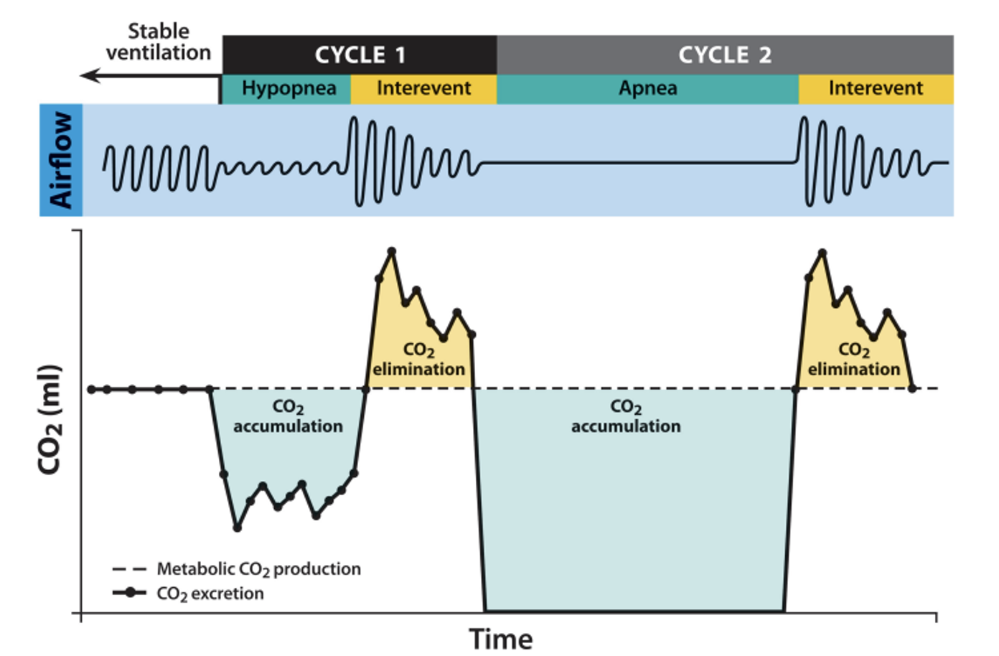 Stable
ventilation
CYCLE 1
CYCLE 2
Hypopnea
Interevent
Apnea
Interevent
Airflow
CO₂
elimination
CO₂
elimination
CO₂
accumulation
CO₂
accumulation
CO₂ (ml)
Metabolic CO₂ production
CO₂ excretion
Time